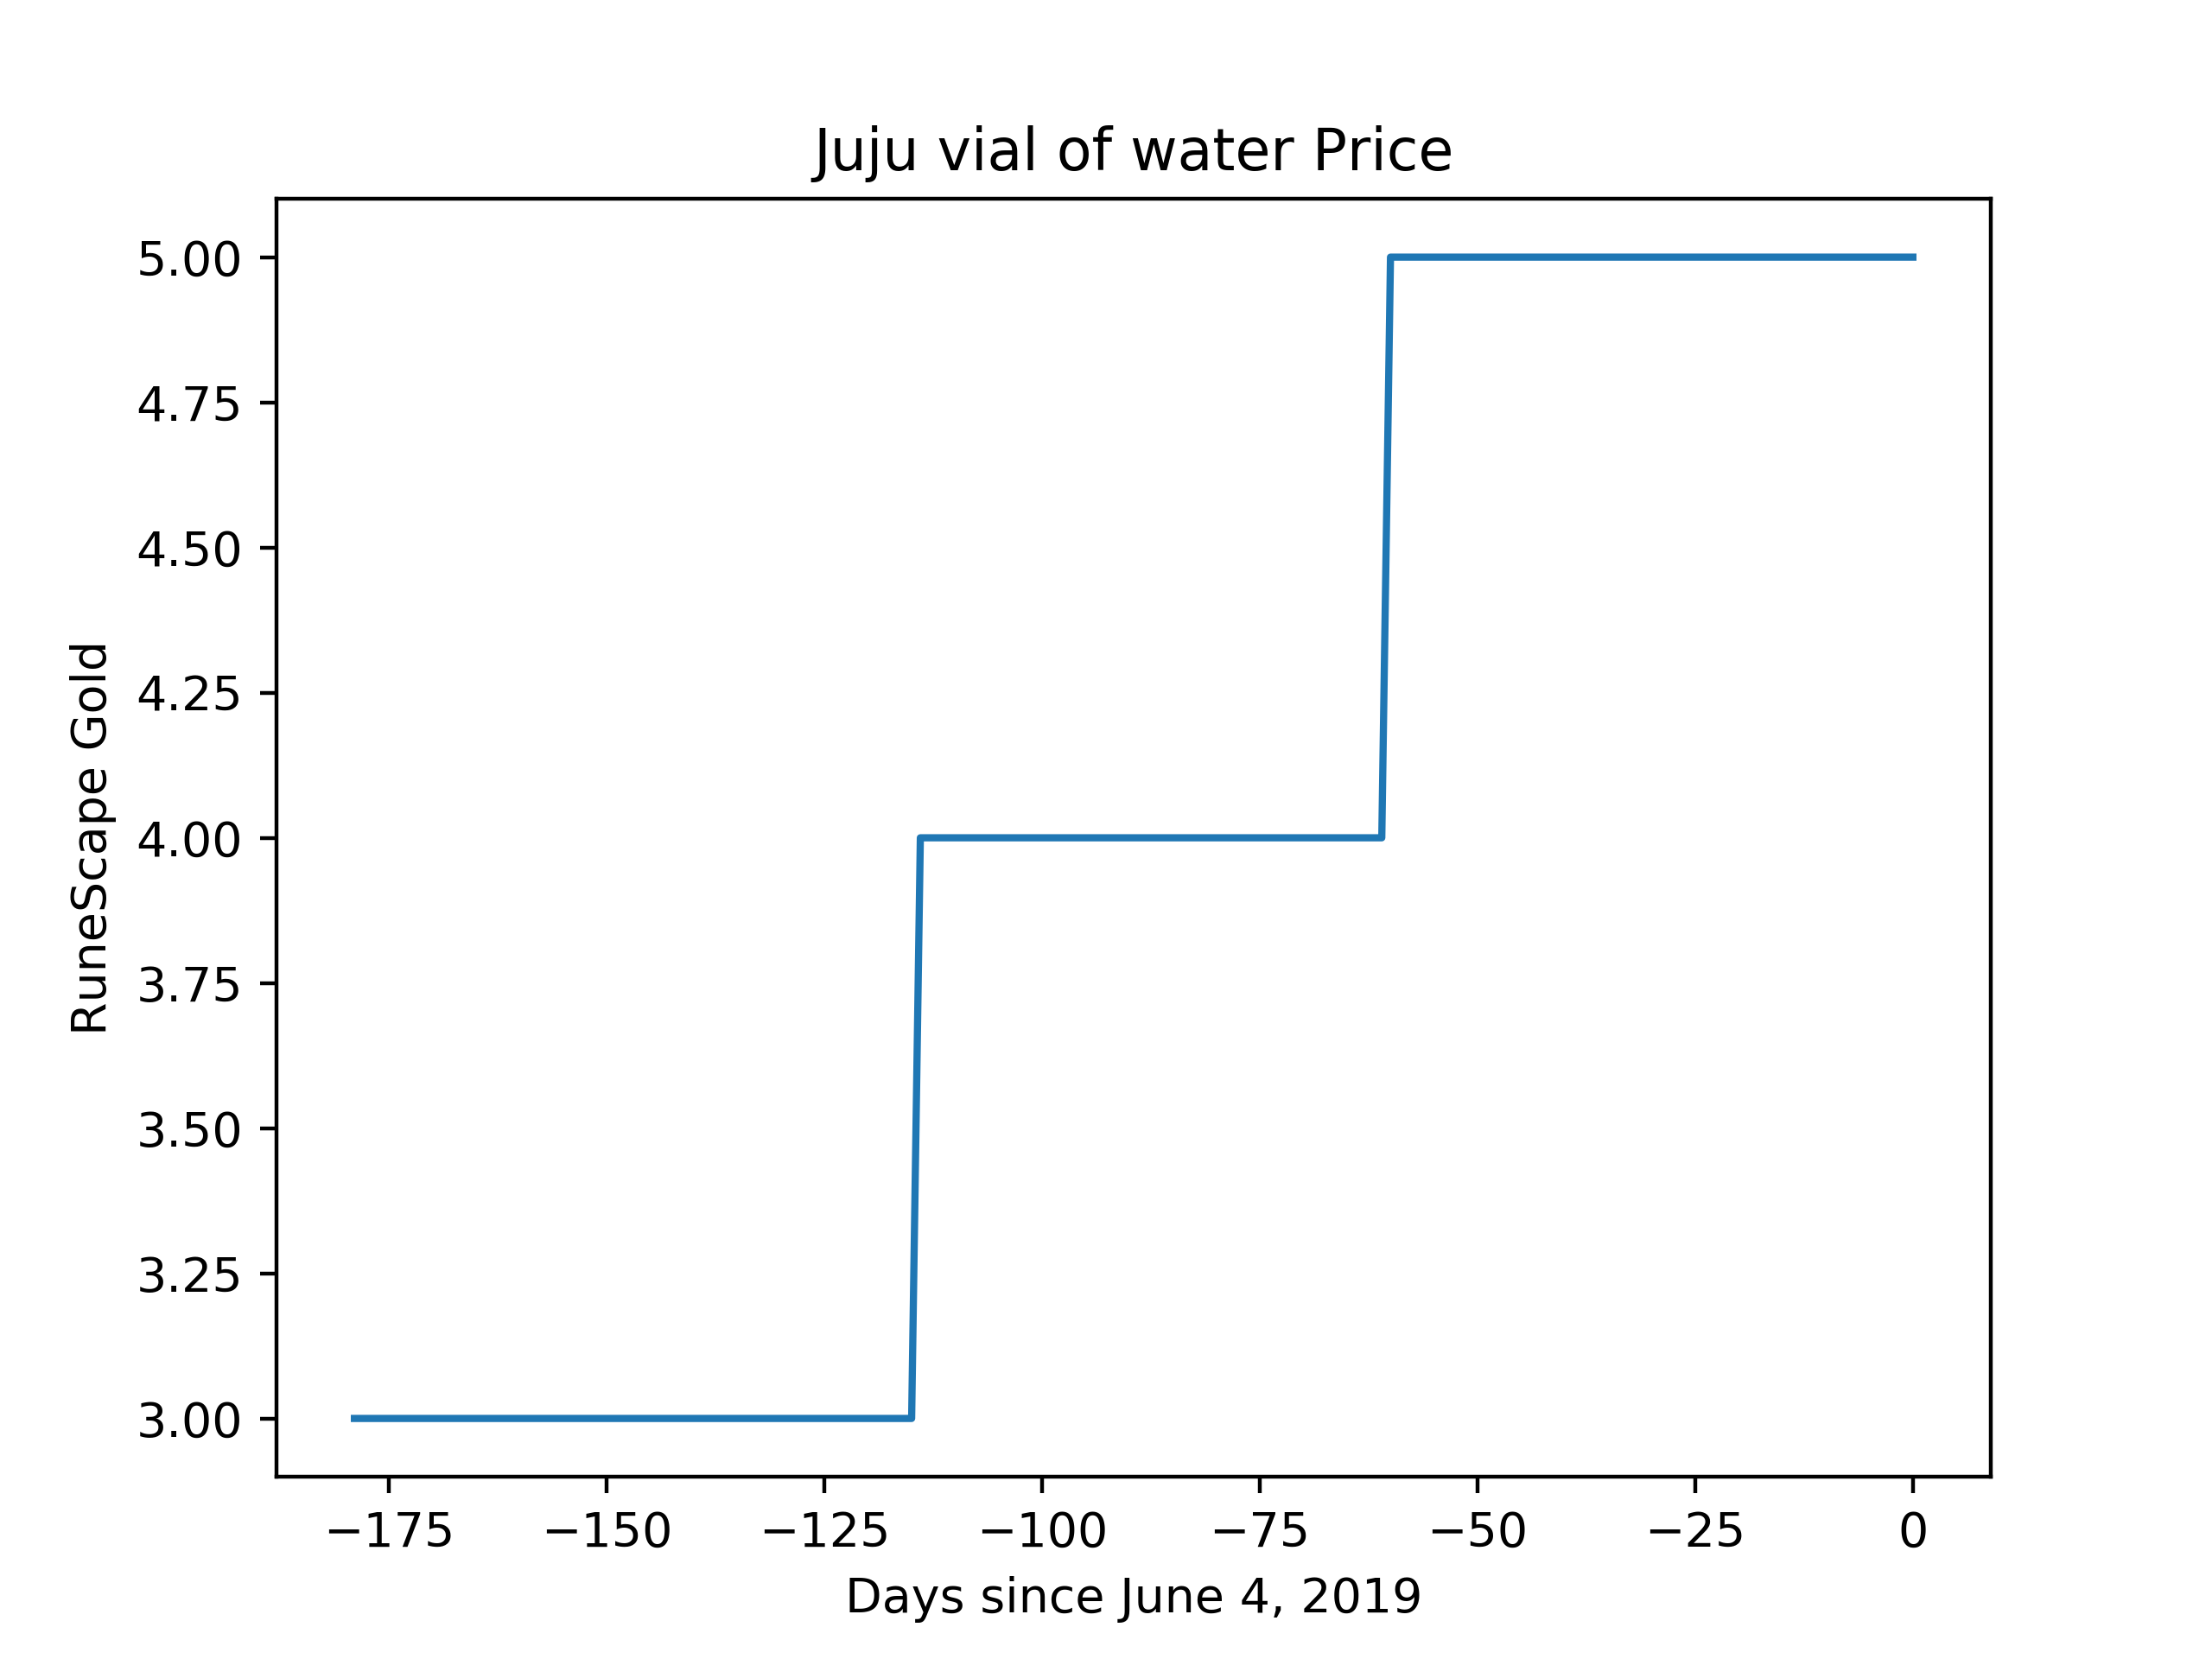 Juju vial of water Price
RuneScape Gold
5.00
4.75
4.50
4.25
4.00
3.75
3.50
3.25
3.00
−175 −150 −125 −100 −75 −50 −25 0
Days since June 4, 2019